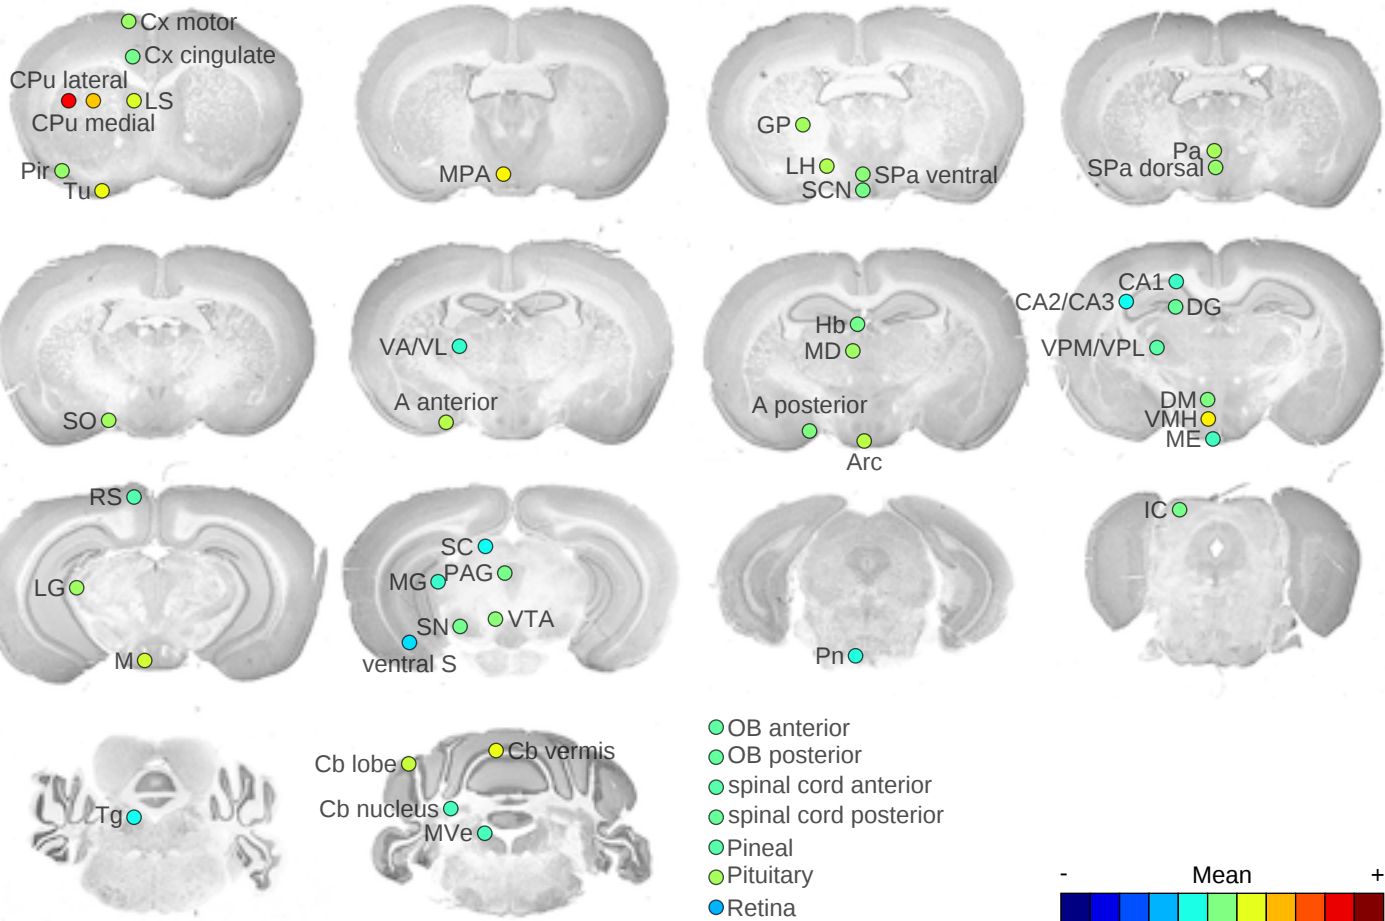 Cx motor
Cx cingulate
CPu lateral
LS
CPu medial
Pir
Tu
MPA
GP
LH
SPa ventral
SCN
Pa
SPa dorsal
SO
VA/VL
A anterior
Hb
MD
A posterior
Arc
CA1
CA2/CA3
DG
VPM/VPL
DM
VMH
ME
RS
LG
M
SC
MG
PAG
SN
VTA
ventral S
Pn
IC
Tg
Cb lobe
Cb vermis
Cb nucleus
MVe
OB anterior
OB posterior
spinal cord anterior
spinal cord posterior
Pineal
Pituitary
Retina
- Mean +